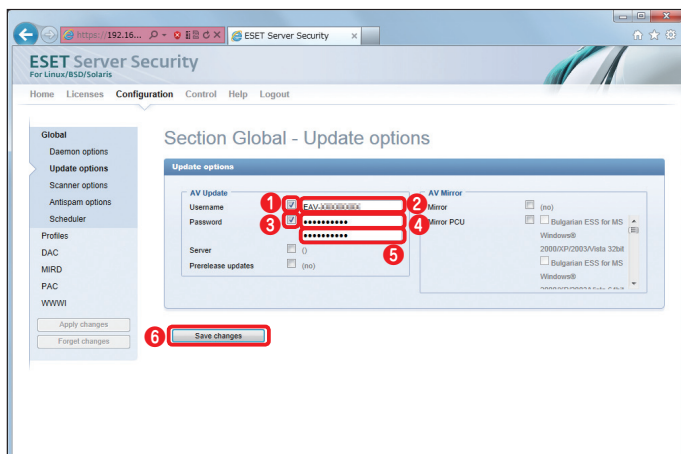 https://192.16...
ESET Server Security
ESET Server Security
For Linux/BSD/Solaris
Home Licenses Configuration Control Help Logout
Global
Daemon options
Update options
Scanner options
Antispam options
Scheduler
Profiles
DAC
MIRD
PAC
WWWI
Apply changes
Forget changes
Section Global - Update options
Update options
AV Update
1
Username
EAV-
2
3
Password
●●●●●●●●●●
4
●●●●●●●●●●
5
Server
()
Prerelease updates
(no)
AV Mirror
Mirror
(no)
Mirror PCU
Bulgarian ESS for MS
Windows®
2000/XP/2003/Vista 32bit
Bulgarian ESS for MS
Windows®
6
Save changes